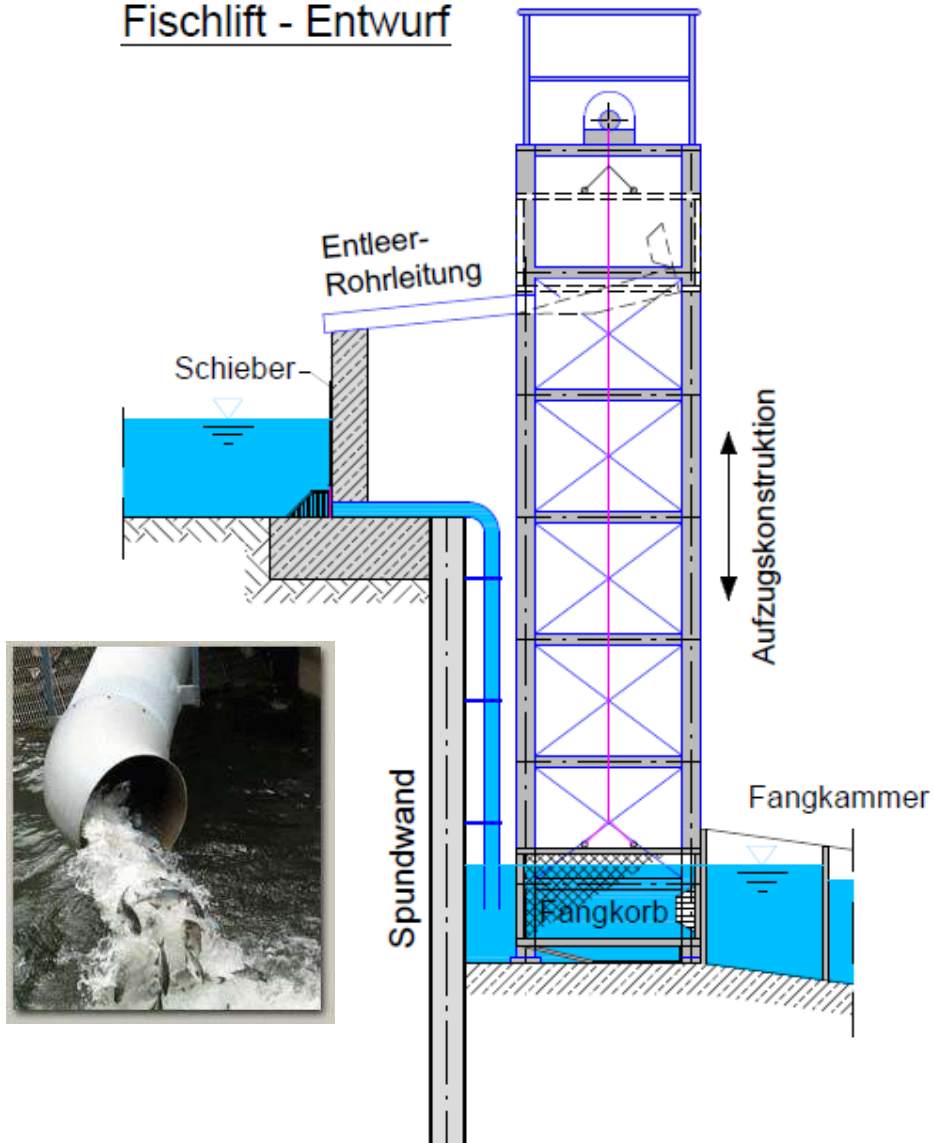 Fischlift - Entwurf
Entleer-
Rohrleitung
Schieber
Aufzugskonstruktion
Spundwand
Fangkammer
Fangkorb